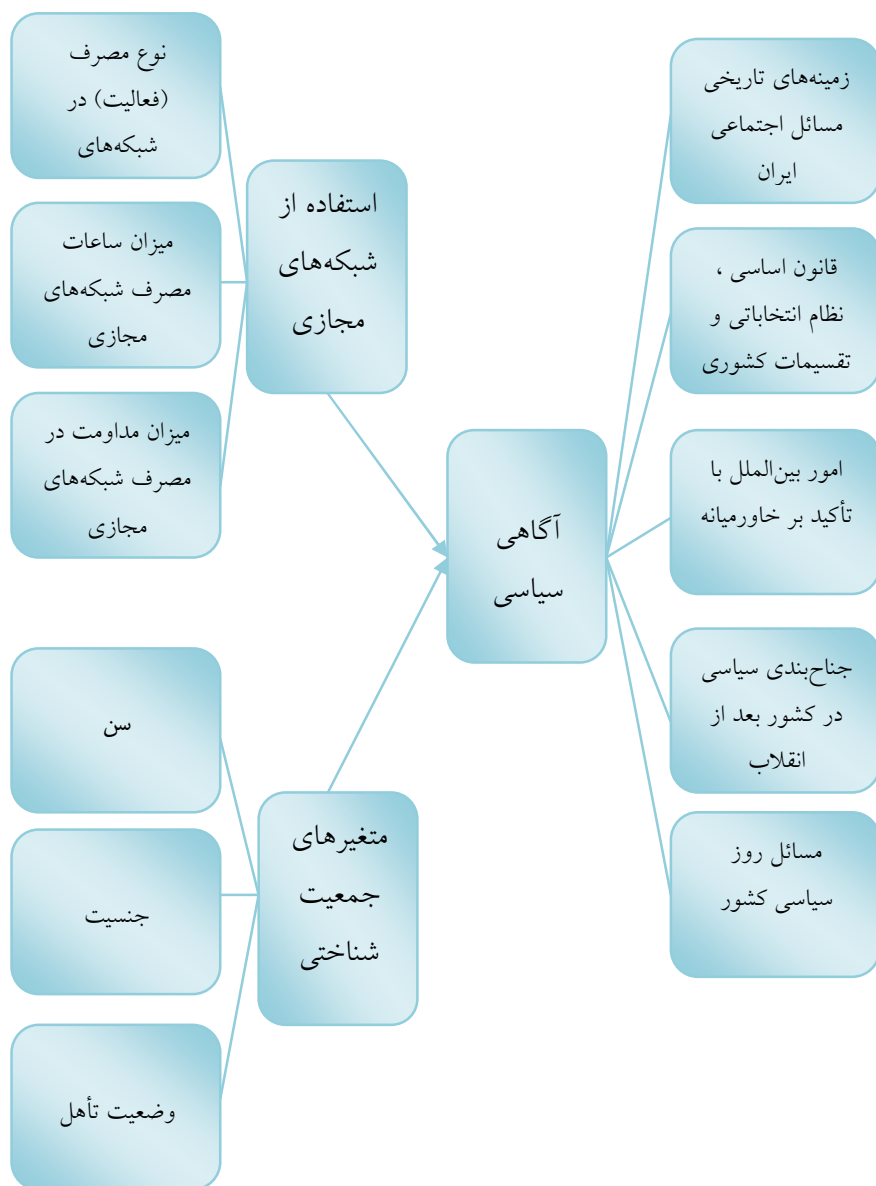 زمینه‌های تاریخی
مسائل اجتماعی
ایران
قانون اساسی ،
نظام انتخاباتی و
تقسیمات کشوری
امور بین‌الملل با
تأکید بر خاورمیانه
جناح‌بندی سیاسی
در کشور بعد از
انقلاب
مسائل روز
سیاسی کشور
آگاهی
سیاسی
استفاده از
شبکه‌های
مجازی
نوع مصرف
(فعالیت) در
شبکه‌های
میزان ساعات
مصرف شبکه‌های
مجازی
میزان مداومت در
مصرف شبکه‌های
مجازی
متغیرهای
جمعیت
شناختی
سن
جنسیت
وضعیت تأهل